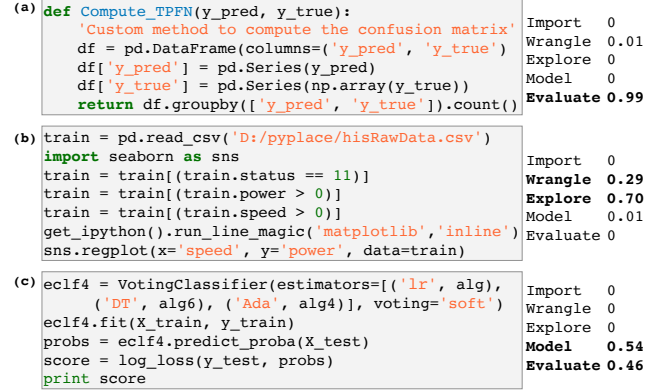 (a) def Compute_TPFN(y_pred, y_true):
'Custom method to compute the confusion matrix'
df = pd.DataFrame(columns=('y_pred', 'y_true')
df['y_pred'] = pd.Series(y_pred)
df['y_true'] = pd.Series(np.array(y_true))
return df.groupby(['y_pred', 'y_true']).count()
Import 0
Wrangle 0.01
Explore 0
Model 0
Evaluate 0.99
(b) train = pd.read_csv('D:/pyplace/hisRawData.csv')
import seaborn as sns
train = train[(train.status == 11)]
train = train[(train.power > 0)]
train = train[(train.speed > 0)]
get_ipython().run_line_magic('matplotlib','inline')
sns.regplot(x='speed', y='power', data=train)
Import 0
Wrangle 0.29
Explore 0.70
Model 0.01
Evaluate 0
(c) eclf4 = VotingClassifier(estimators=[('lr', alg),
('DT', alg6), ('Ada', alg4)], voting='soft')
eclf4.fit(X_train, y_train)
probs = eclf4.predict_proba(X_test)
score = log_loss(y_test, probs)
print score
Import 0
Wrangle 0
Explore 0
Model 0.54
Evaluate 0.46